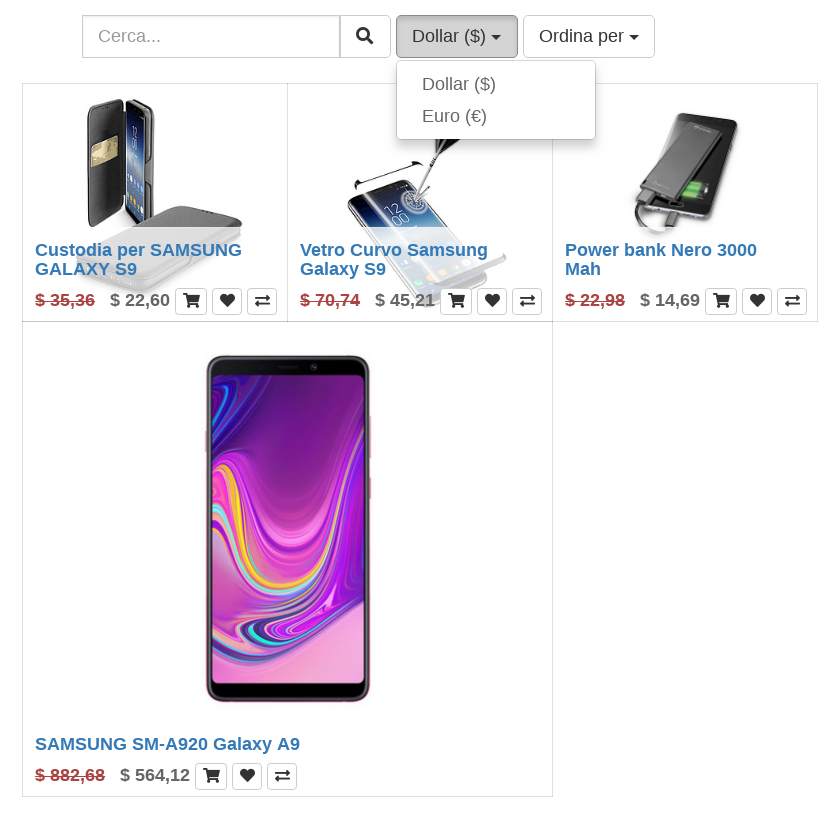 Cerca...
Dollar ($)
Ordina per
Dollar ($)
Euro (€)
Custodia per SAMSUNG
GALAXY S9
$ 35,36 $ 22,60
Vetro Curvo Samsung
Galaxy S9
$ 70,74 $ 45,21
Power bank Nero 3000
Mah
$ 22,98 $ 14,69
SAMSUNG SM-A920 Galaxy A9
$ 882,68 $ 564,12